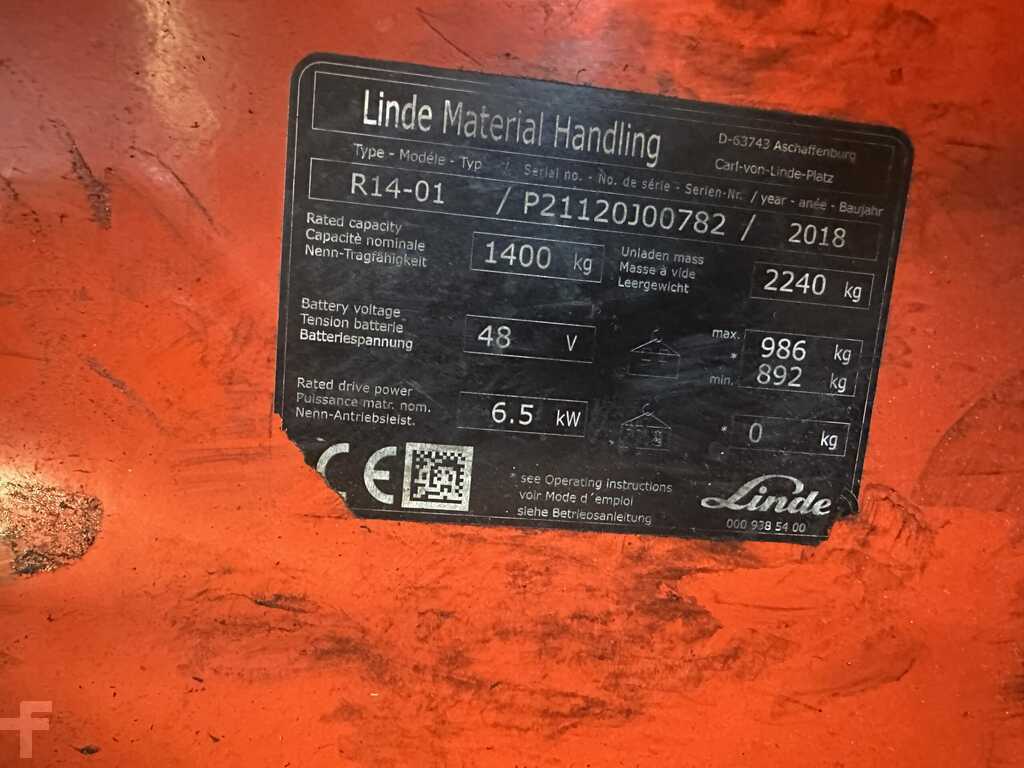 Linde Material Handling
D-63743 Aschaffenburg
Carl-von-Linde-Platz
Type - Modéle - Typ / Serial no. - No. de série - Serien-Nr. / year - anée - Baujahr
R14-01 / P21120J00782 / 2018
Rated capacity
Capacitè nominale
Nenn-Tragfähigkeit
1400 kg
Unladen mass
Masse à vide
Leergewicht
2240 kg
Battery voltage
Tension batterie
Batteriespannung
48 V
max. 986 kg
*
min. 892 kg
Rated drive power
Puissance matr. nom.
Nenn-Antriebsleist.
6.5 kW
* 0 kg
CE
* see Operating instructions
voir Mode d´emploi
siehe Betriebsanleitung
Linde
000 938 54 00
F